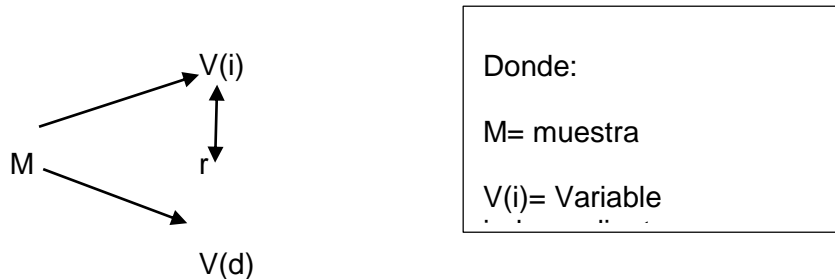 V(i)
M
r
V(d)
Donde:
M= muestra
V(i)= Variable